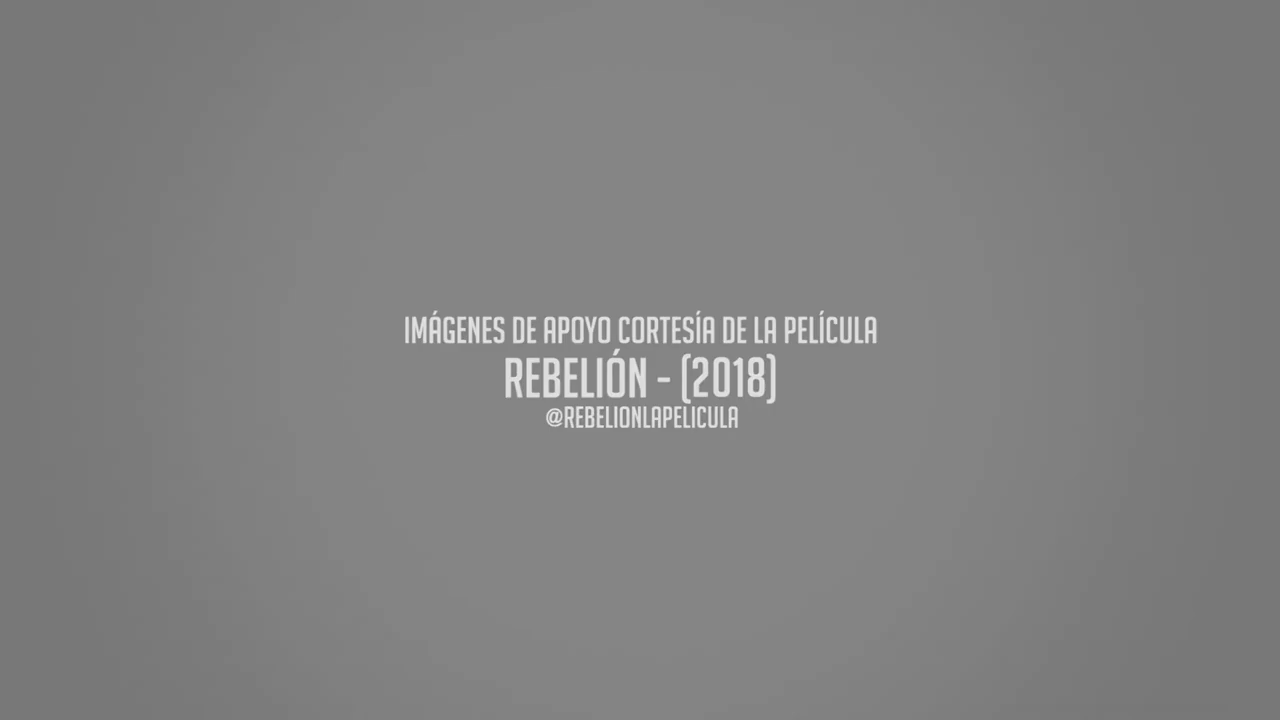 IMÁGENES DE APOYO CORTESÍA DE LA PELÍCULA
REBELIÓN - (2018)
@REBELIONLAPELICULA